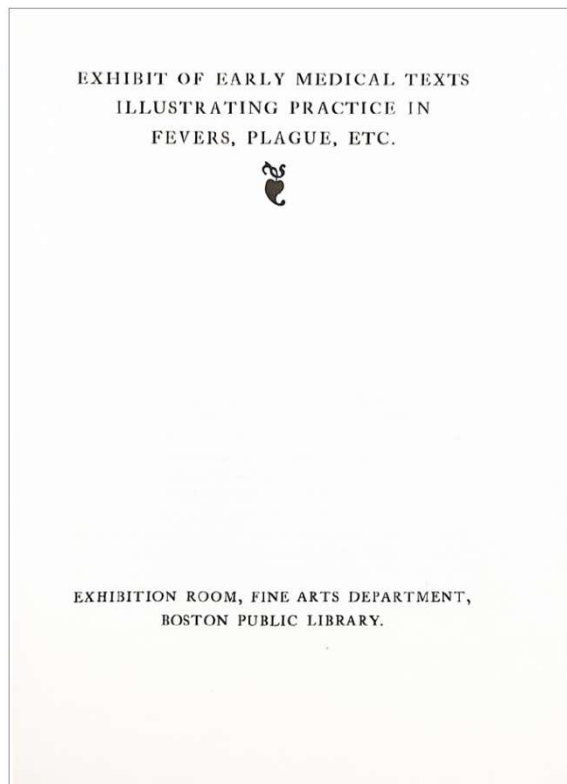 EXHIBIT OF EARLY MEDICAL TEXTS
ILLUSTRATING PRACTICE IN
FEVERS, PLAGUE, ETC.
EXHIBITION ROOM, FINE ARTS DEPARTMENT,
BOSTON PUBLIC LIBRARY.